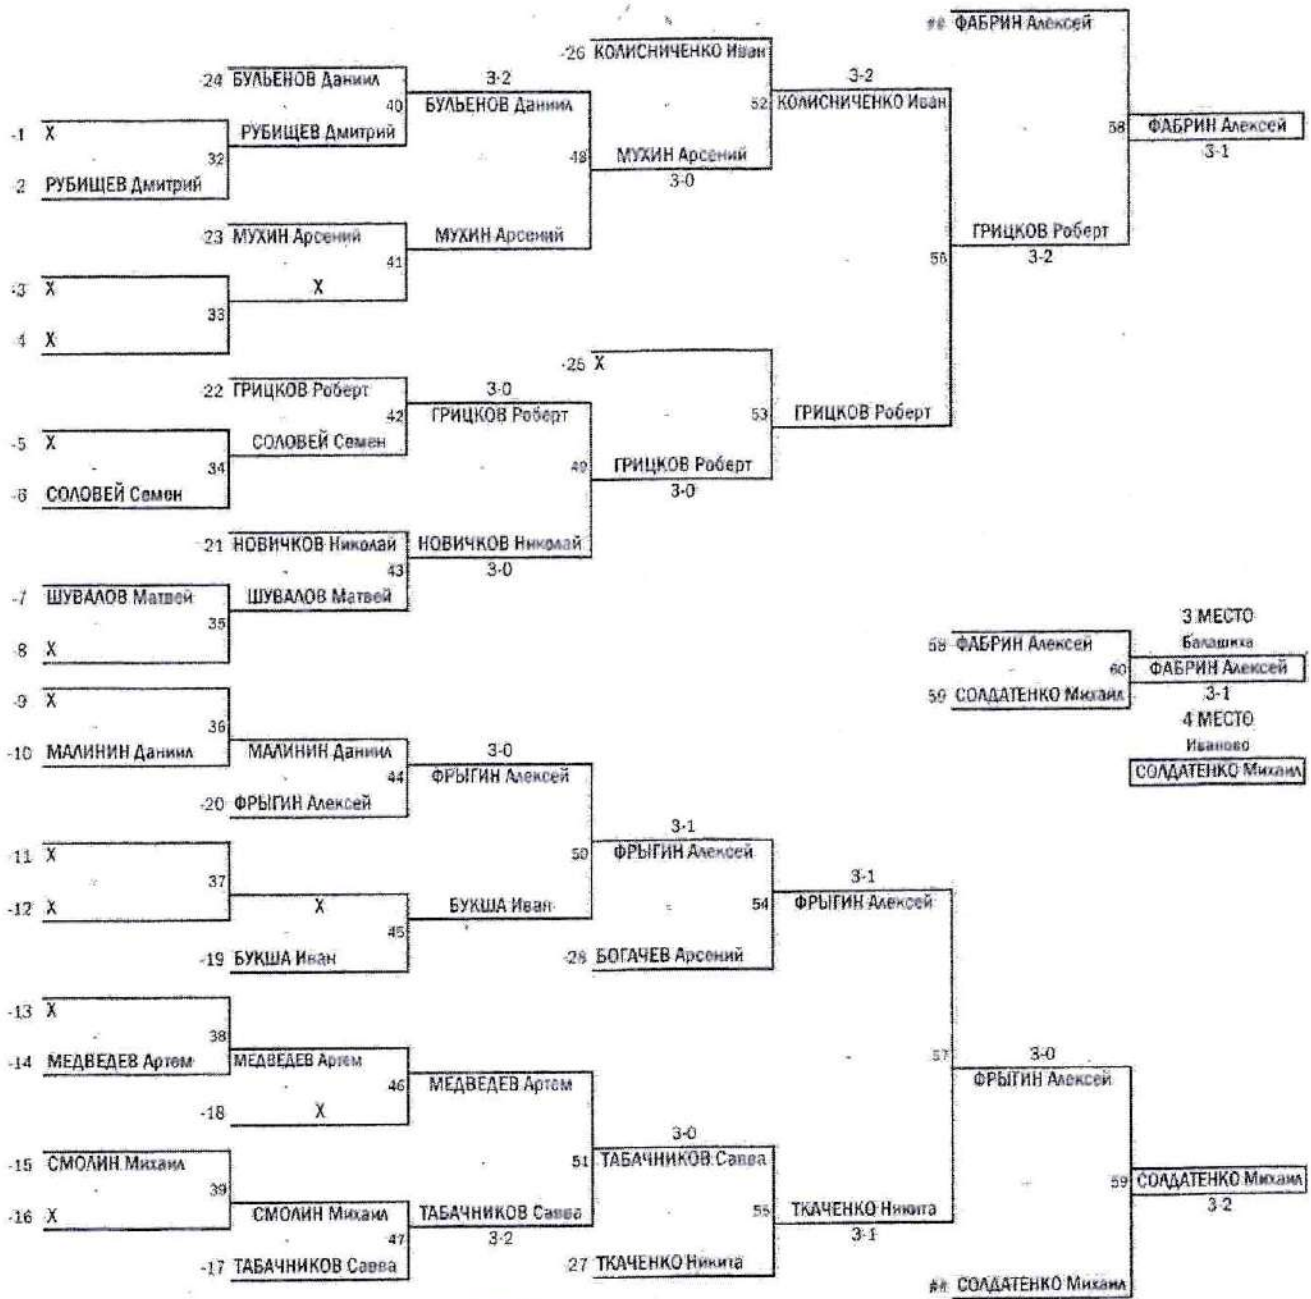 ## ФАБРИН Алексей
-26 КОЛИСНИЧЕНКО Иван
-24 БУЛЬЕНОВ Даниил
3-2
3-2
40 БУЛЬЕНОВ Даниил
52 КОЛИСНИЧЕНКО Иван
-1 X
РУБИЩЕВ Дмитрий
58 ФАБРИН Алексей
32
48 МУХИН Арсений
3-1
-2 РУБИЩЕВ Дмитрий
3-0
-23 МУХИН Арсений
МУХИН Арсений
ГРИЦКОВ Роберт
41
56
3-2
-3 X
X
33
-4 X
-25 X
-22 ГРИЦКОВ Роберт
3-0
42 ГРИЦКОВ Роберт
53 ГРИЦКОВ Роберт
-5 X
СОЛОВЕЙ Семен
34
49 ГРИЦКОВ Роберт
-6 СОЛОВЕЙ Семен
3-0
-21 НОВИЧКОВ Николай
НОВИЧКОВ Николай
43
3-0
-7 ШУВАЛОВ Матвей
ШУВАЛОВ Матвей
35
3 МЕСТО
-8 X
58 ФАБРИН Алексей
Балашиха
60 ФАБРИН Алексей
59 СОЛДАТЕНКО Михаил
3-1
-9 X
36
4 МЕСТО
-10 МАЛИНИН Даниил
МАЛИНИН Даниил
3-0
Иваново
44 ФРЫГИН Алексей
СОЛДАТЕНКО Михаил
-20 ФРЫГИН Алексей
3-1
-11 X
50 ФРЫГИН Алексей
37
3-1
-12 X
X
БУКША Иван
54 ФРЫГИН Алексей
45
-19 БУКША Иван
-28 БОГАЧЕВ Арсений
-13 X
38
-14 МЕДВЕДЕВ Артем
МЕДВЕДЕВ Артем
57
3-0
46 МЕДВЕДЕВ Артем
ФРЫГИН Алексей
-18 X
3-0
-15 СМОЛИН Михаил
51 ТАБАЧНИКОВ Савва
39
59 СОЛДАТЕНКО Михаил
-16 X
СМОЛИН Михаил
ТАБАЧНИКОВ Савва
55 ТКАЧЕНКО Никита
3-2
47
3-2
3-1
-17 ТАБАЧНИКОВ Савва
-27 ТКАЧЕНКО Никита
## СОЛДАТЕНКО Михаил